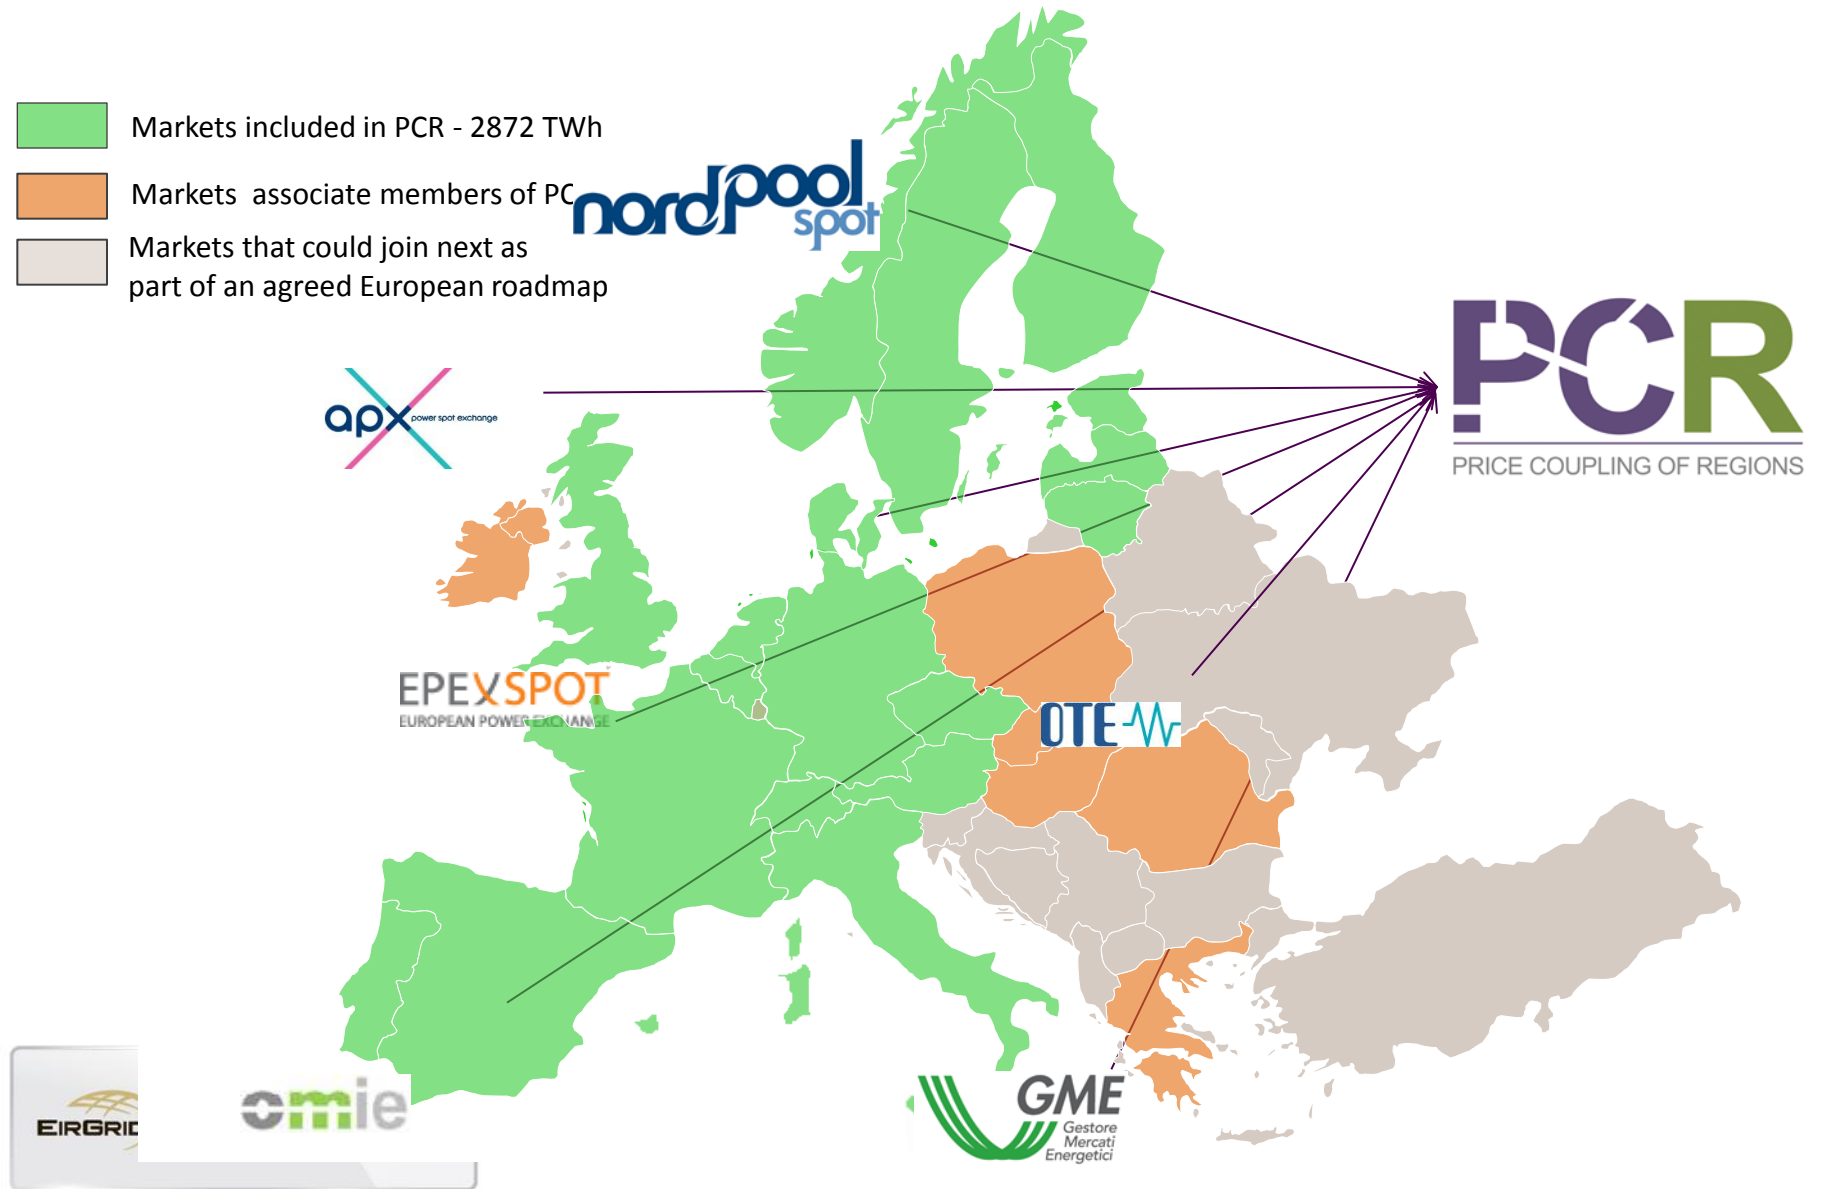 Markets included in PCR - 2872 TWh
Markets associate members of PC
nordpool
spot
Markets that could join next as
part of an agreed European roadmap
apx power spot exchange
PCR
PRICE COUPLING OF REGIONS
EPEXSPOT
EUROPEAN POWER EXCHANGE
OTE
EIRGRID
omie
GME
Gestore
Mercati
Energetici